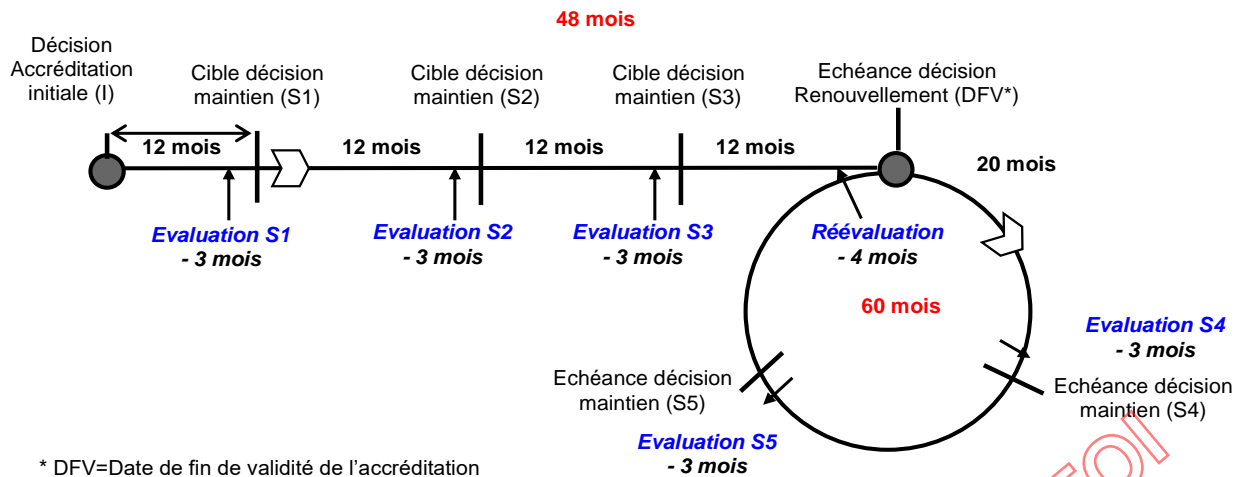 48 mois
Décision
Accréditation
initiale (I)
Cible décision
maintien (S1)
Cible décision
maintien (S2)
Cible décision
maintien (S3)
Echéance décision
Renouvellement (DFV*)
12 mois
12 mois
12 mois
12 mois
20 mois
Evaluation S1
- 3 mois
Evaluation S2
- 3 mois
Evaluation S3
- 3 mois
Réévaluation
- 4 mois
60 mois
Evaluation S4
- 3 mois
Echéance décision
maintien (S5)
Echéance décision
maintien (S4)
Evaluation S5
- 3 mois
* DFV=Date de fin de validité de l’accréditation